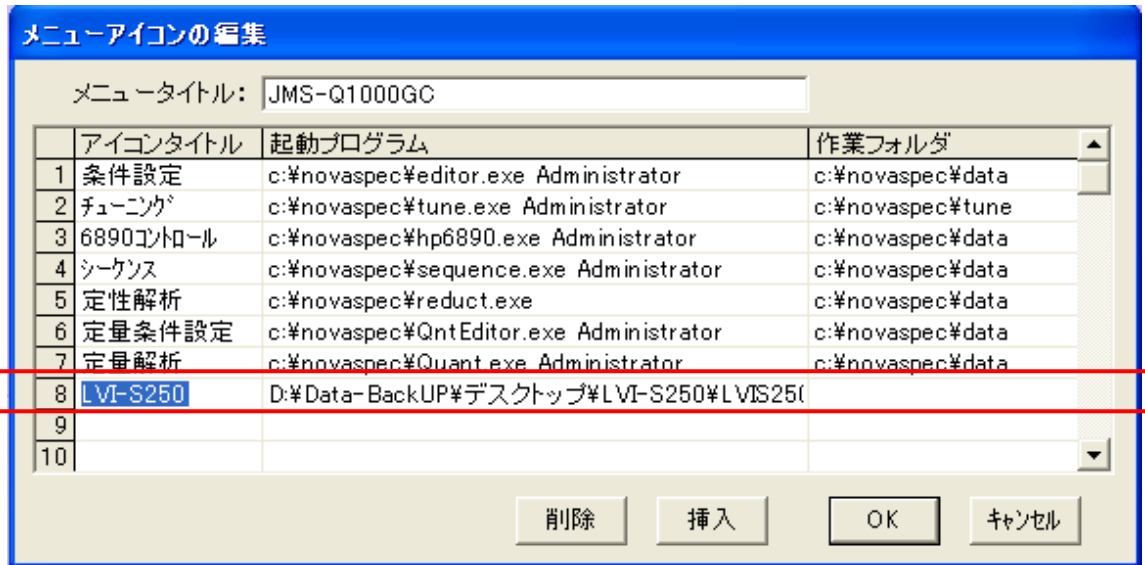 メニューアイコンの編集
メニュータイトル: JMS-Q1000GC
アイコンタイトル 起動プログラム 作業フォルダ
1 条件設定 c:¥novaspec¥editor.exe Administrator c:¥novaspec¥data
2 ﾁｭｰﾆﾝｸﾞ c:¥novaspec¥tune.exe Administrator c:¥novaspec¥tune
3 6890ｺﾝﾄﾛｰﾙ c:¥novaspec¥hp6890.exe Administrator c:¥novaspec¥data
4 ｼｰｹﾝｽ c:¥novaspec¥sequence.exe Administrator c:¥novaspec¥data
5 定性解析 c:¥novaspec¥reduct.exe c:¥novaspec¥data
6 定量条件設定 c:¥novaspec¥QntEditor.exe Administrator c:¥novaspec¥data
7 定量解析 c:¥novaspec¥Quant.exe Administrator c:¥novaspec¥data
8 LVI-S250 D:¥Data-BackUP¥デスクトップ¥LVI-S250¥LVIS250
9
10
削除 挿入 OK ｷｬﾝｾﾙ